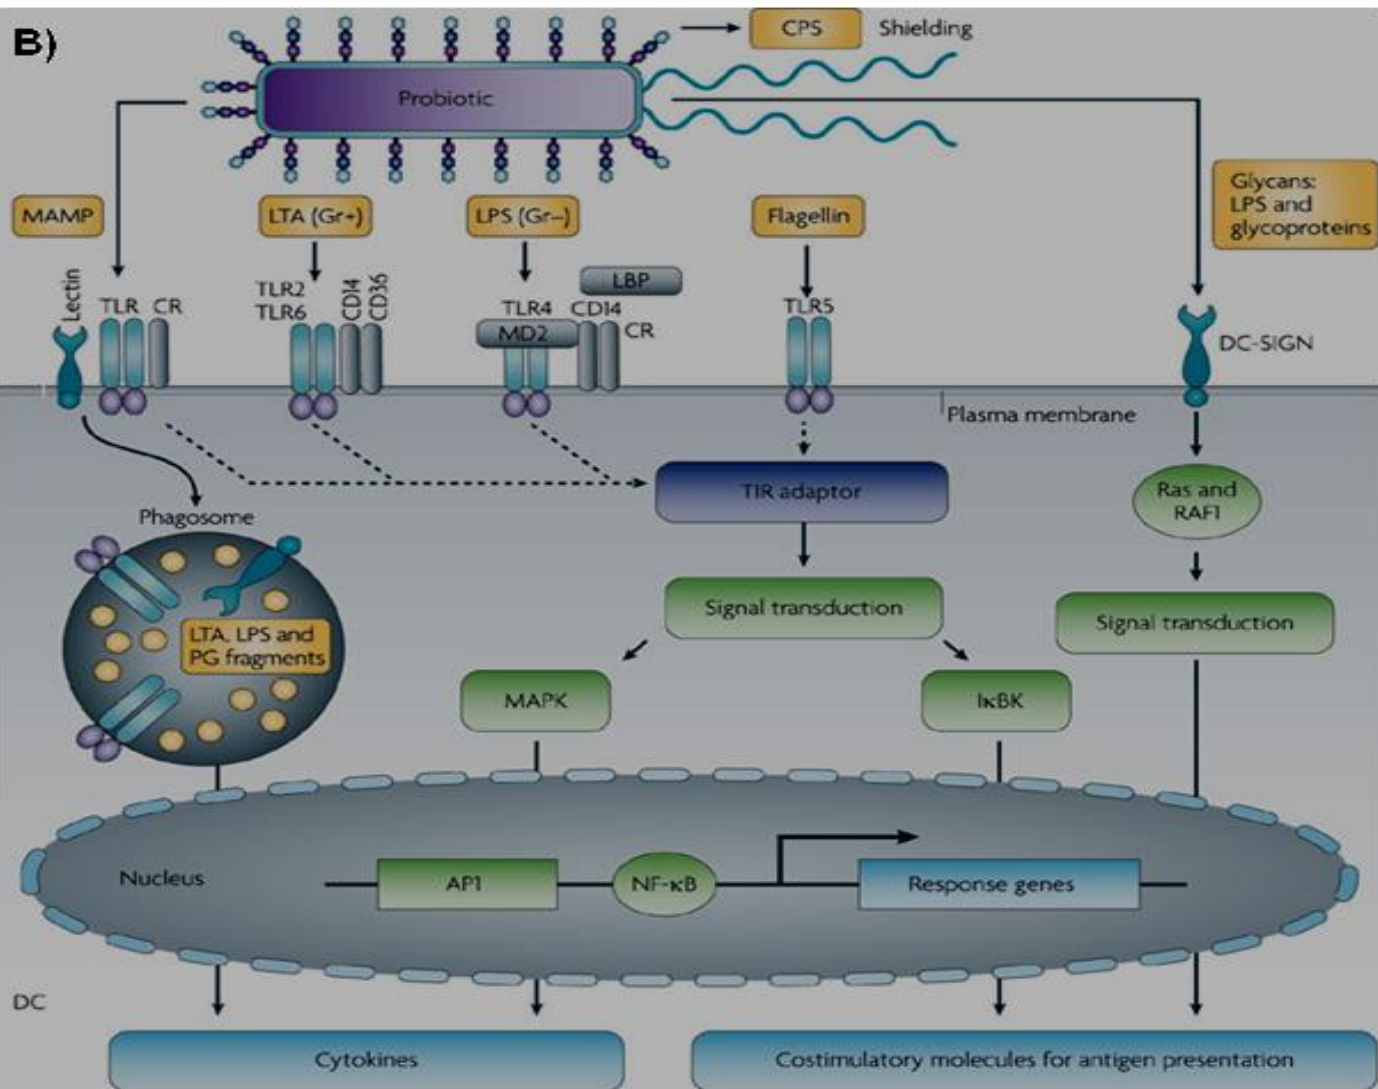 B)
CPS
Shielding
Probiotic
MAMP
LTA (Gr+)
LPS (Gr–)
Flagellin
Glycans:
LPS and
glycoproteins
Lectin
TLR
CR
TLR2
TLR6
CD14
CD36
LBP
TLR4
CD14
MD2
CR
TLR5
DC-SIGN
Plasma membrane
TIR adaptor
Ras and
RAF1
Phagosome
Signal transduction
Signal transduction
LTA, LPS and
PG fragments
MAPK
IκBK
Nucleus
AP1
NF-κB
Response genes
DC
Cytokines
Costimulatory molecules for antigen presentation